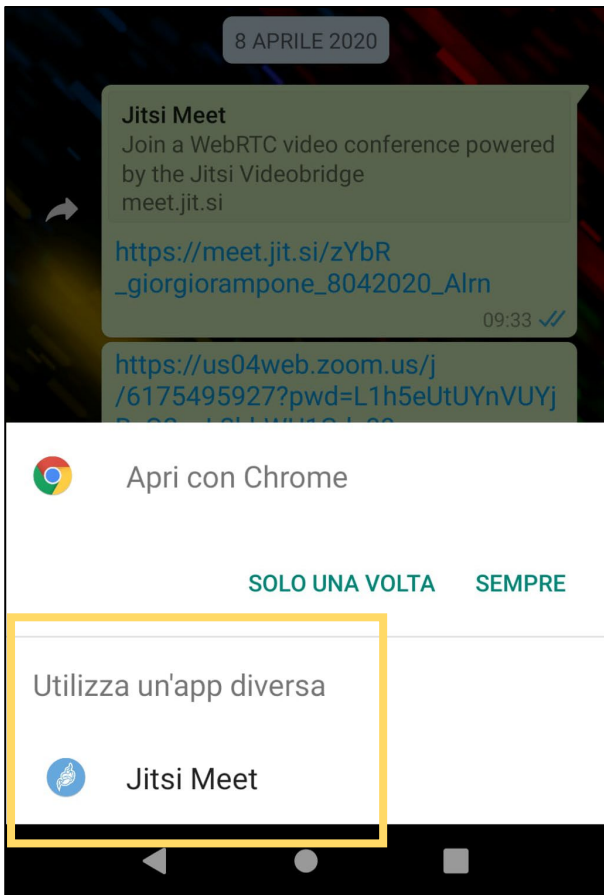 8 APRILE 2020
Jitsi Meet
Join a WebRTC video conference powered
by the Jitsi Videobridge
meet.jit.si
https://meet.jit.si/zYbR
_giorgiorampone_8042020_Alrn
09:33
https://us04web.zoom.us/j
/6175495927?pwd=L1h5eUtUYnVUYj
Apri con Chrome
SOLO UNA VOLTA SEMPRE
Utilizza un'app diversa
Jitsi Meet